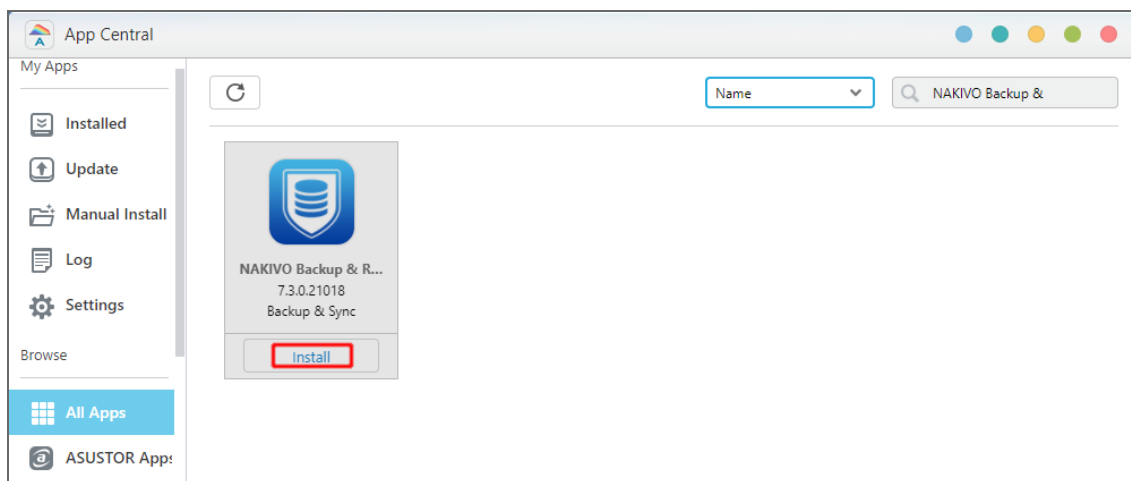 App Central
My Apps
Installed
Update
Manual Install
Log
Settings
Browse
All Apps
ASUSTOR Apps
Name
NAKIVO Backup &
NAKIVO Backup & R...
7.3.0.21018
Backup & Sync
Install